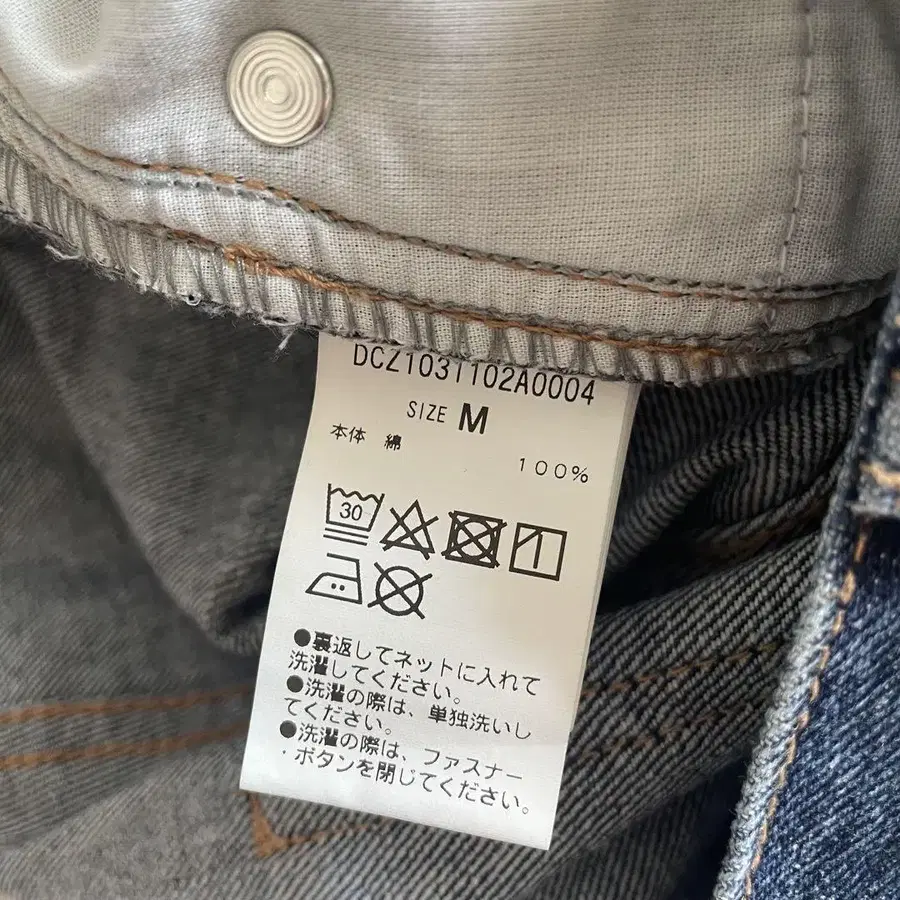 DCZ1031102A0004
SIZE M
本体 綿
100%
30
●裏返してネットに入れて
洗濯してください。
●洗濯の際は、単独洗いし
てください。
●洗濯の際は、ファスナー
・ボタンを閉じてください。